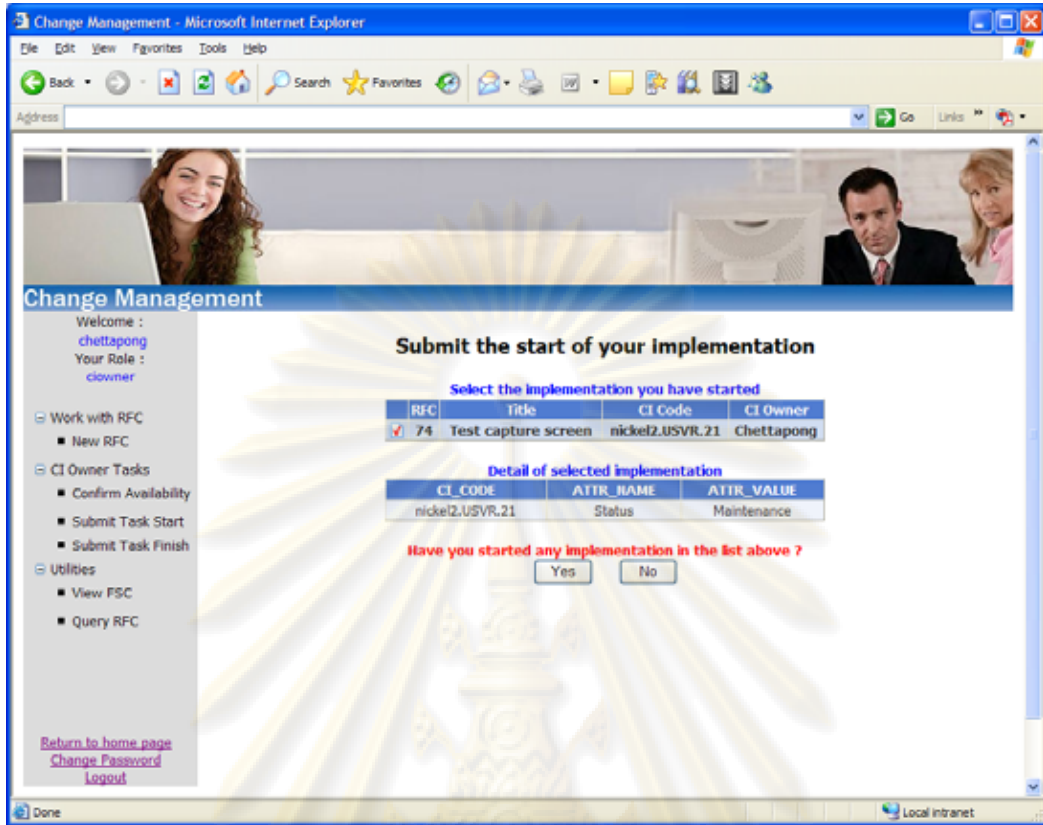 Change Management - Microsoft Internet Explorer
File Edit View Favorites Tools Help
Back Search Favorites
Address Go Links »
Change Management
Welcome :
chettapong
Your Role :
ciowner
Work with RFC
New RFC
CI Owner Tasks
Confirm Availability
Submit Task Start
Submit Task Finish
Utilities
View FSC
Query RFC
Return to home page
Change Password
Logout
Submit the start of your implementation
Select the implementation you have started
RFC Title CI Code CI Owner
74 Test capture screen nickel2.USVR.21 Chettapong
Detail of selected implementation
CI_CODE ATTR_NAME ATTR_VALUE
nickel2.USVR.21 Status Maintenance
Have you started any implementation in the list above ?
Yes No
Done Local intranet